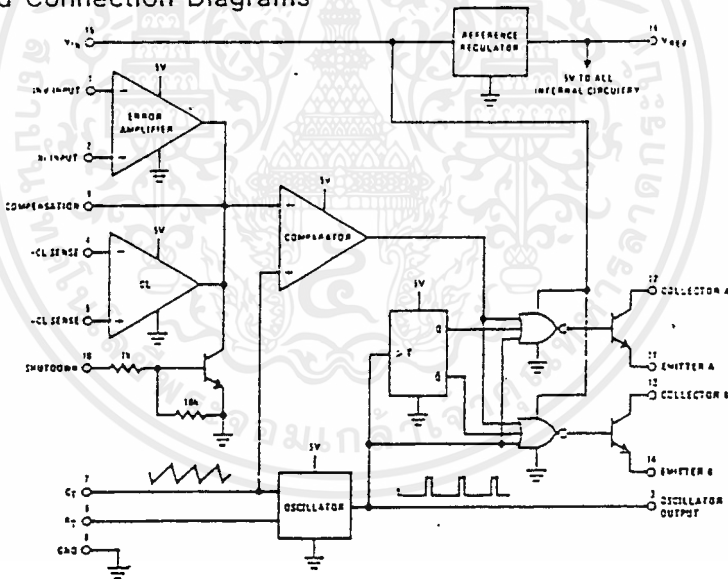 d Connection Diagrams
VIN 15
REFERENCE
REGULATOR
16 VREF
5V TO ALL
INTERNAL CIRCUITRY
INV INPUT 1
5V
ERROR
AMPLIFIER
NI INPUT 2
COMPENSATION 9
5V
COMPARATOR
-CL SENSE 4
5V
CL
-CL SENSE 5
SHUTDOWN 10
1k
10k
5V
T
Q
Q̅
12 COLLECTOR A
11 EMITTER A
13 COLLECTOR B
14 EMITTER B
CT 7
5V
OSCILLATOR
3 OSCILLATOR
OUTPUT
RT 6
GND 8